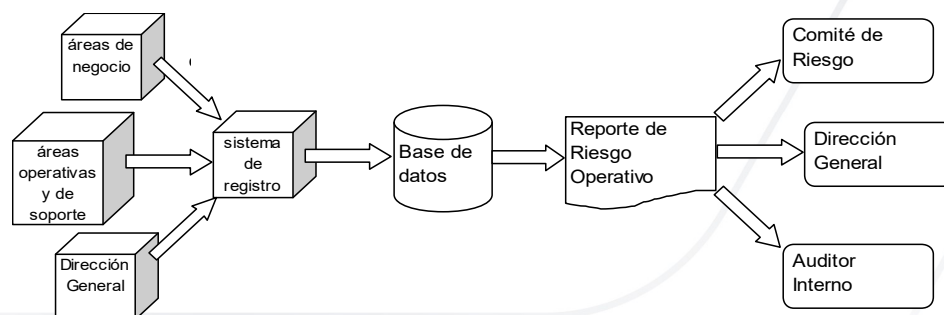 áreas de
negocio
áreas
operativas
y de
soporte
Dirección
General
sistema
de
registro
Base de
datos
Reporte de
Riesgo
Operativo
Comité de
Riesgo
Dirección
General
Auditor
Interno